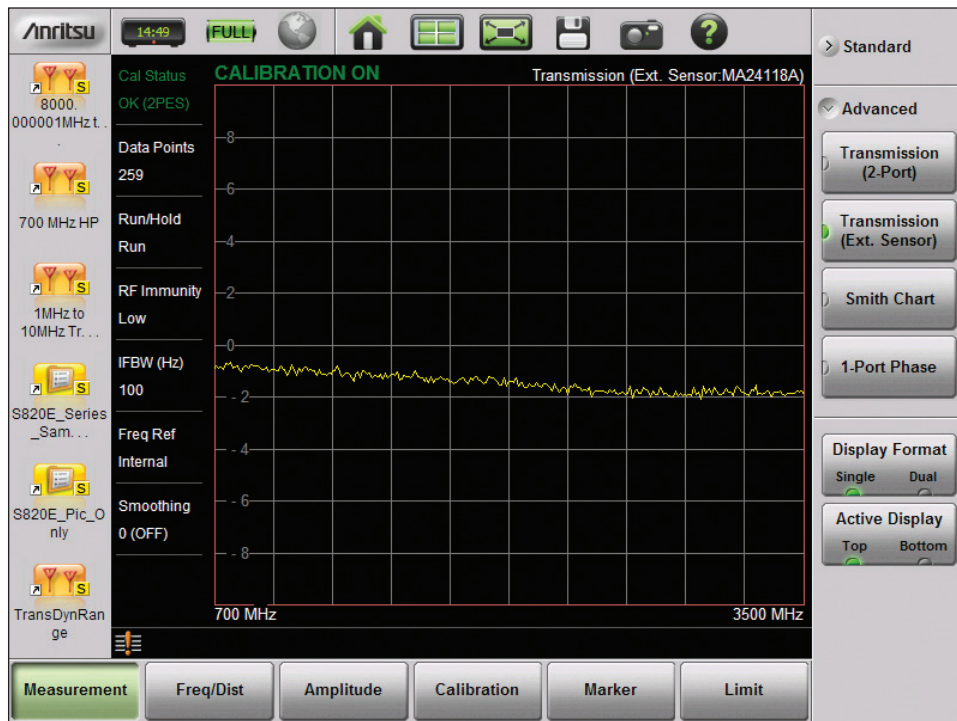 Anritsu
14:49
FULL
?
Standard
S
8000.
000001MHz t. .
.
S
700 MHz HP
S
1MHz to
10MHz Tr. . .
S
S820E_Series
_Sam. . .
S
S820E_Pic_O
nly
S
TransDynRan
ge
Cal Status
OK (2PES)
Data Points
259
Run/Hold
Run
RF Immunity
Low
IFBW (Hz)
100
Freq Ref
Internal
Smoothing
0 (OFF)
CALIBRATION ON
Transmission (Ext. Sensor:MA24118A)
8
6
4
2
0
- 2
- 4
- 6
- 8
700 MHz
3500 MHz
Advanced
Transmission
(2-Port)
Transmission
(Ext. Sensor)
Smith Chart
1-Port Phase
Display Format
Single Dual
Active Display
Top Bottom
Measurement
Freq/Dist
Amplitude
Calibration
Marker
Limit